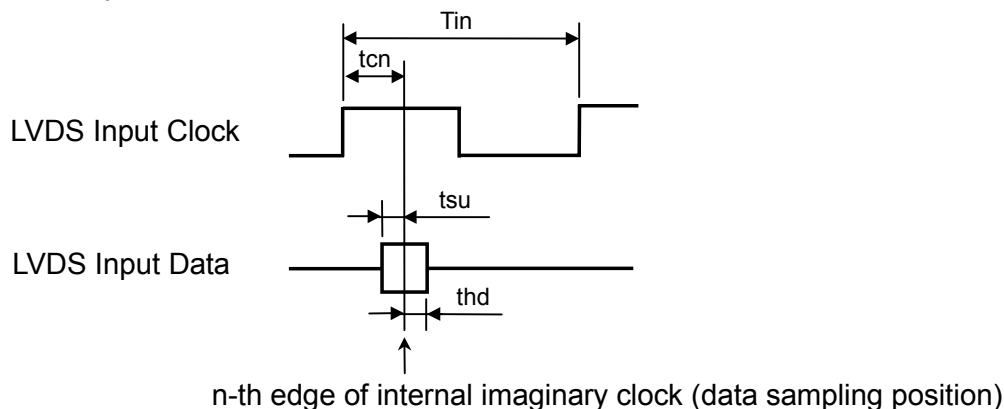 Tin
tcn
LVDS Input Clock
tsu
LVDS Input Data
thd
n-th edge of internal imaginary clock (data sampling position)